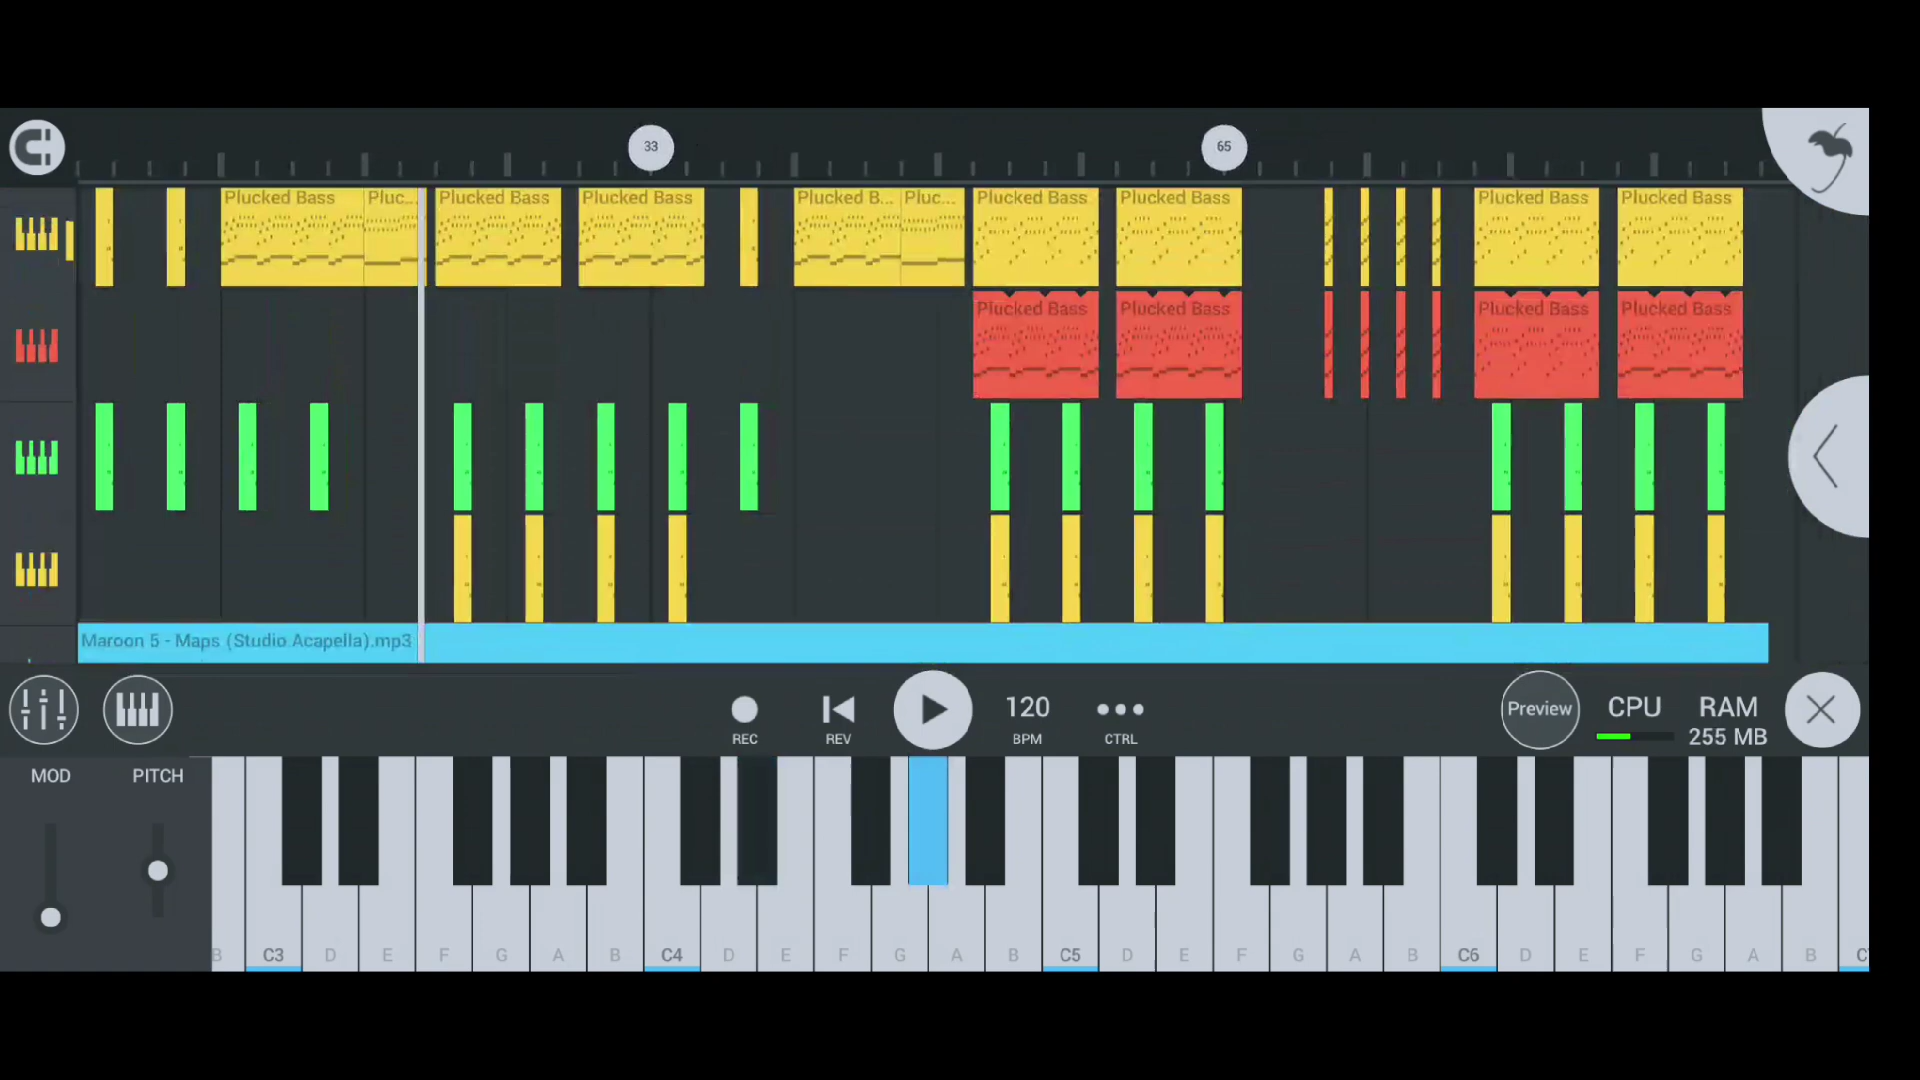 33 65
Plucked Bass Pluc... Plucked Bass Plucked Bass Plucked B... Pluc... Plucked Bass Plucked Bass Plucked Bass Plucked Bass
Plucked Bass Plucked Bass Plucked Bass Plucked Bass
Maroon 5 - Maps (Studio Acapella).mp3
120 Preview CPU RAM
REC REV BPM CTRL 255 MB
MOD PITCH
B C3 D E F G A B C4 D E F G A B C5 D E F G A B C6 D E F G A B